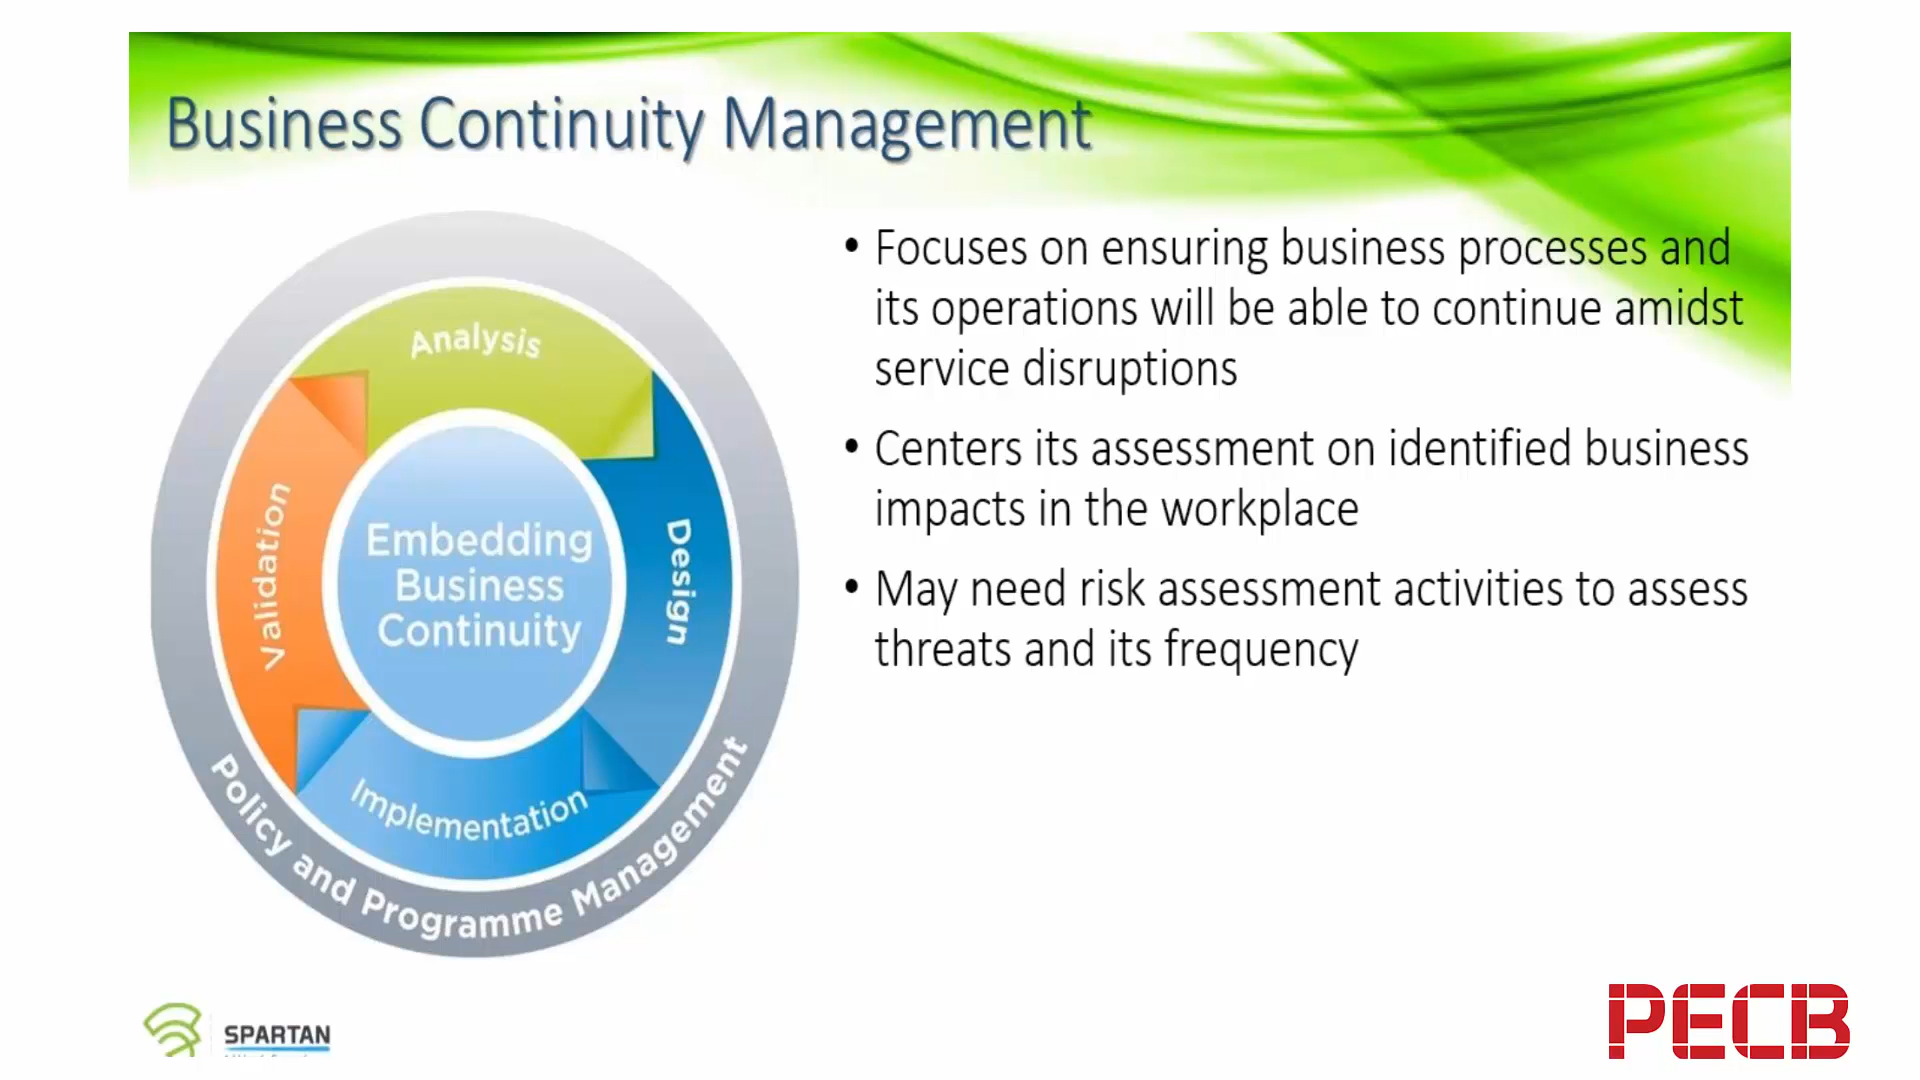 Business Continuity Management
Analysis
Validation
Embedding
Business
Continuity
Design
Implementation
Policy and Programme Management
• Focuses on ensuring business processes and
its operations will be able to continue amidst
service disruptions
• Centers its assessment on identified business
impacts in the workplace
• May need risk assessment activities to assess
threats and its frequency
SPARTAN
PECB